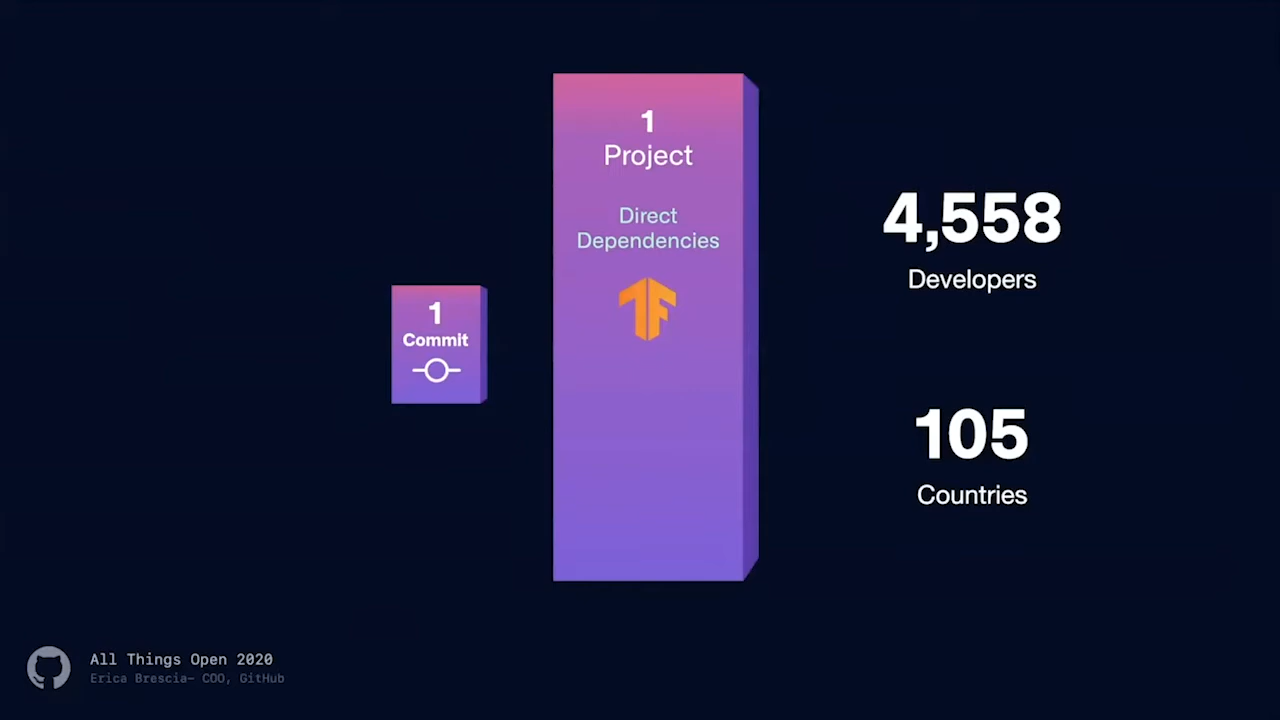 1
Commit
1
Project
Direct
Dependencies
4,558
Developers
105
Countries
All Things Open 2020
Erica Brescia– COO, GitHub